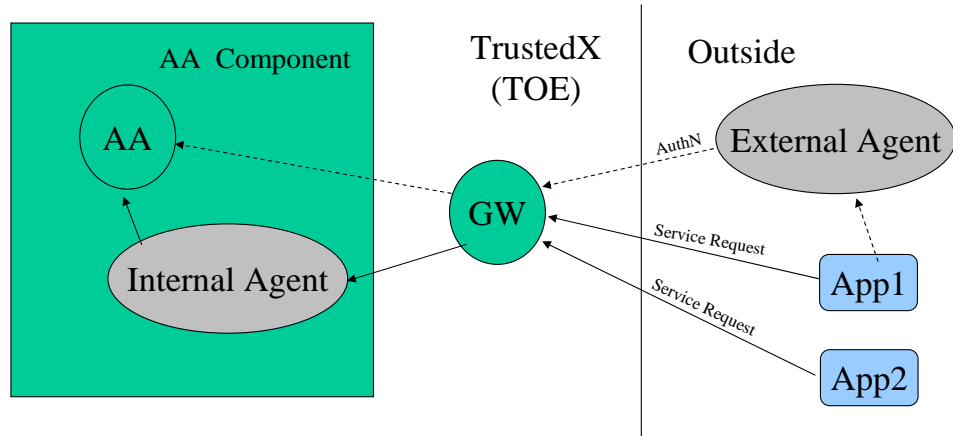 AA Component
TrustedX
(TOE)
Outside
AA
AuthN
External Agent
GW
Service Request
Internal Agent
App1
Service Request
App2